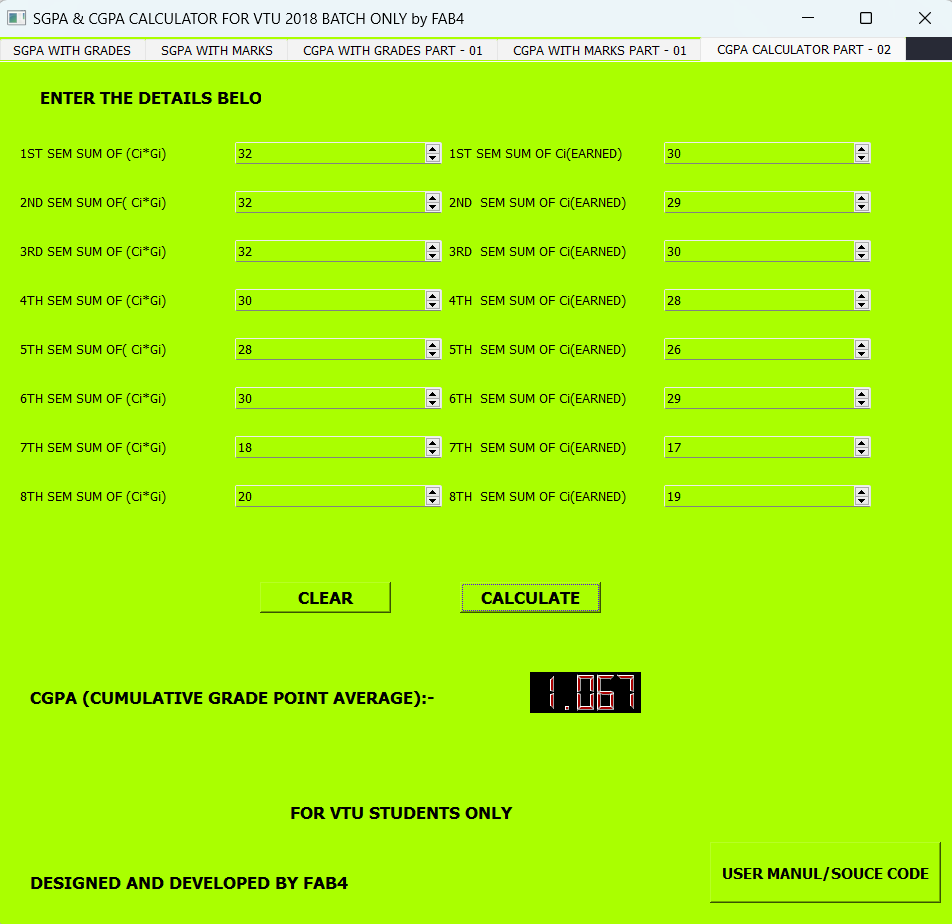 SGPA & CGPA CALCULATOR FOR VTU 2018 BATCH ONLY by FAB4
SGPA WITH GRADES SGPA WITH MARKS CGPA WITH GRADES PART - 01 CGPA WITH MARKS PART - 01 CGPA CALCULATOR PART - 02
ENTER THE DETAILS BELO
1ST SEM SUM OF (Ci*Gi) 32 1ST SEM SUM OF Ci(EARNED) 30
2ND SEM SUM OF( Ci*Gi) 32 2ND  SEM SUM OF Ci(EARNED) 29
3RD SEM SUM OF (Ci*Gi) 32 3RD  SEM SUM OF Ci(EARNED) 30
4TH SEM SUM OF (Ci*Gi) 30 4TH  SEM SUM OF Ci(EARNED) 28
5TH SEM SUM OF( Ci*Gi) 28 5TH  SEM SUM OF Ci(EARNED) 26
6TH SEM SUM OF (Ci*Gi) 30 6TH  SEM SUM OF Ci(EARNED) 29
7TH SEM SUM OF (Ci*Gi) 18 7TH  SEM SUM OF Ci(EARNED) 17
8TH SEM SUM OF (Ci*Gi) 20 8TH  SEM SUM OF Ci(EARNED) 19
CLEAR CALCULATE
CGPA (CUMULATIVE GRADE POINT AVERAGE):- 1.067
FOR VTU STUDENTS ONLY
USER MANUL/SOUCE CODE
DESIGNED AND DEVELOPED BY FAB4